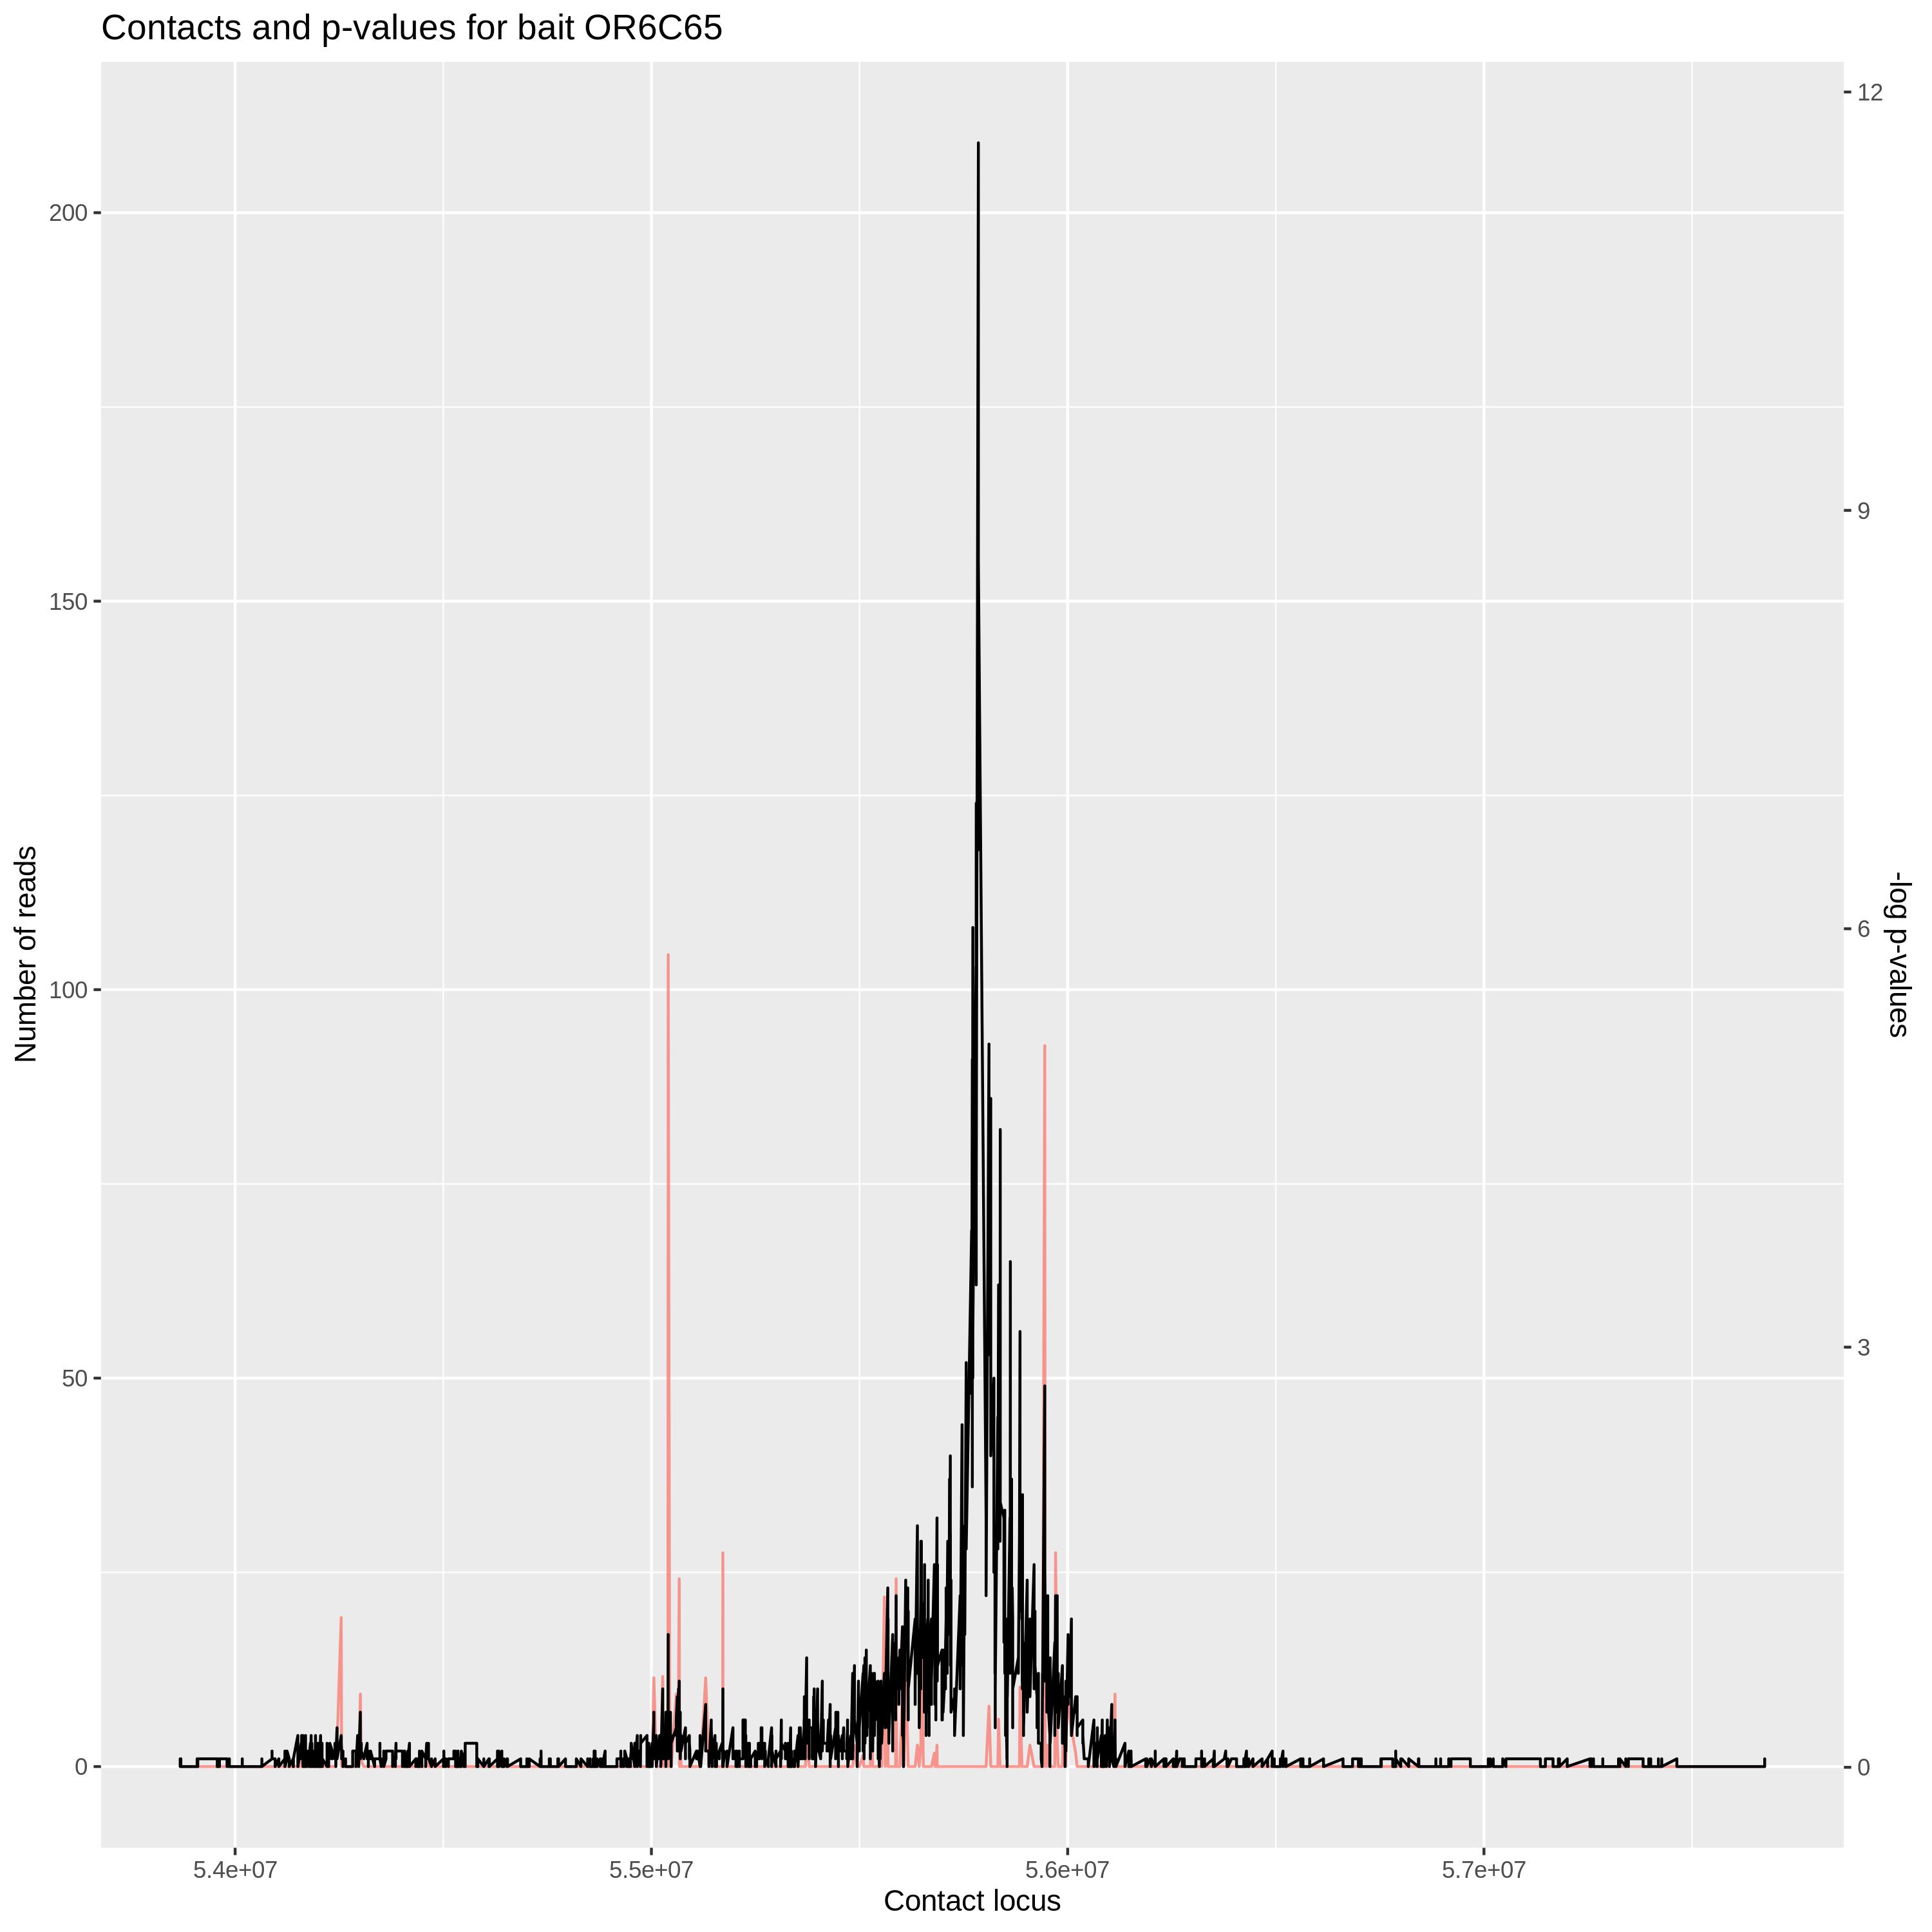 Contacts and p-values for bait OR6C65
12
200
9
150
Number of reads
-log p-values
6
100
3
50
0
0
5.4e+07
5.5e+07
5.6e+07
5.7e+07
Contact locus